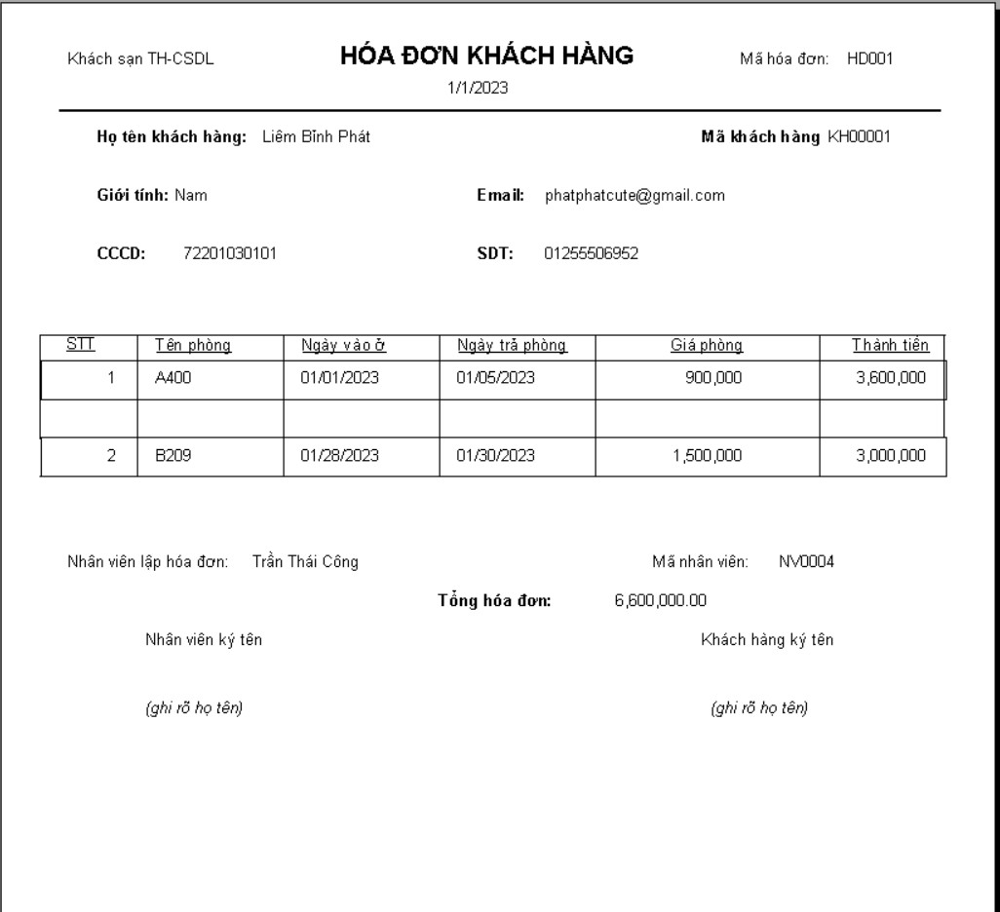 Khách sạn TH-CSDL HÓA ĐƠN KHÁCH HÀNG Mã hóa đơn: HD001
1/1/2023
Họ tên khách hàng: Liêm Bỉnh Phát Mã khách hàng KH00001
Giới tính: Nam Email: phatphatcute@gmail.com
CCCD: 72201030101 SDT: 01255506952
STT Tên phòng Ngày vào ở Ngày trả phòng Giá phòng Thành tiền
1 A400 01/01/2023 01/05/2023 900,000 3,600,000
2 B209 01/28/2023 01/30/2023 1,500,000 3,000,000
Nhân viên lập hóa đơn: Trần Thái Công Mã nhân viên: NV0004
Tổng hóa đơn: 6,600,000.00
Nhân viên ký tên Khách hàng ký tên
(ghi rõ họ tên) (ghi rõ họ tên)